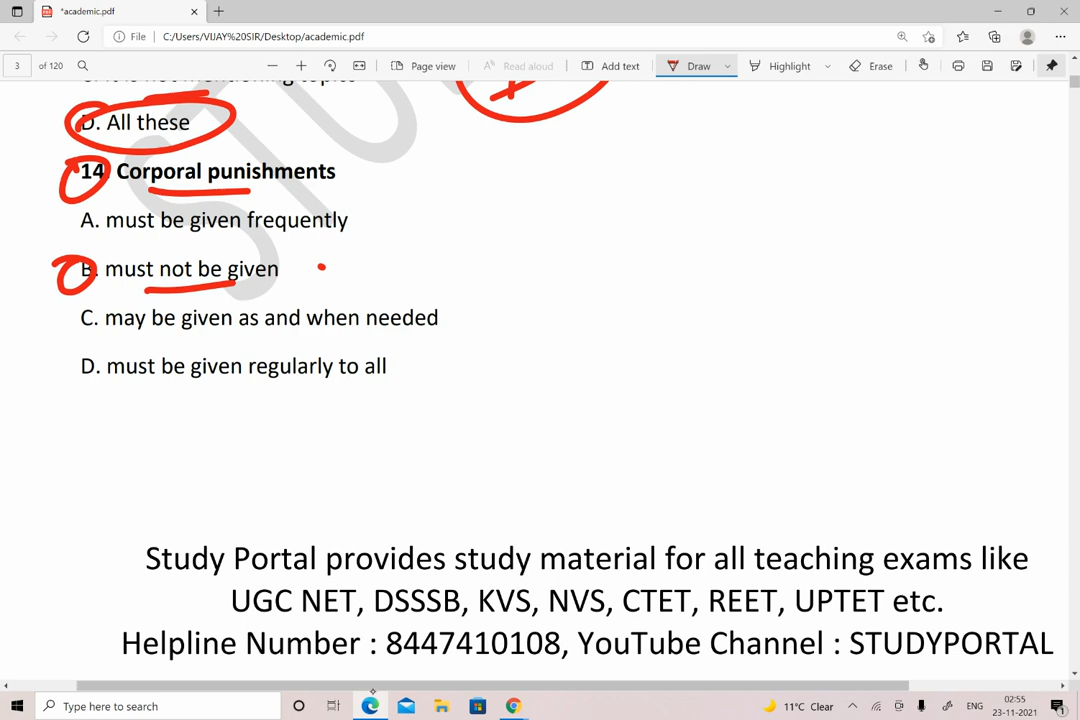 *academic.pdf
File
C:/Users/VIJAY%20SIR/Desktop/academic.pdf
3 of 120
Page view
Read aloud
Add text
Draw
Highlight
Erase
D. All these
14. Corporal punishments
A. must be given frequently
B. must not be given
C. may be given as and when needed
D. must be given regularly to all
Study Portal provides study material for all teaching exams like
UGC NET, DSSSB, KVS, NVS, CTET, REET, UPTET etc.
Helpline Number : 8447410108, YouTube Channel : STUDYPORTAL
Type here to search
11°C Clear
ENG
02:55
23-11-2021